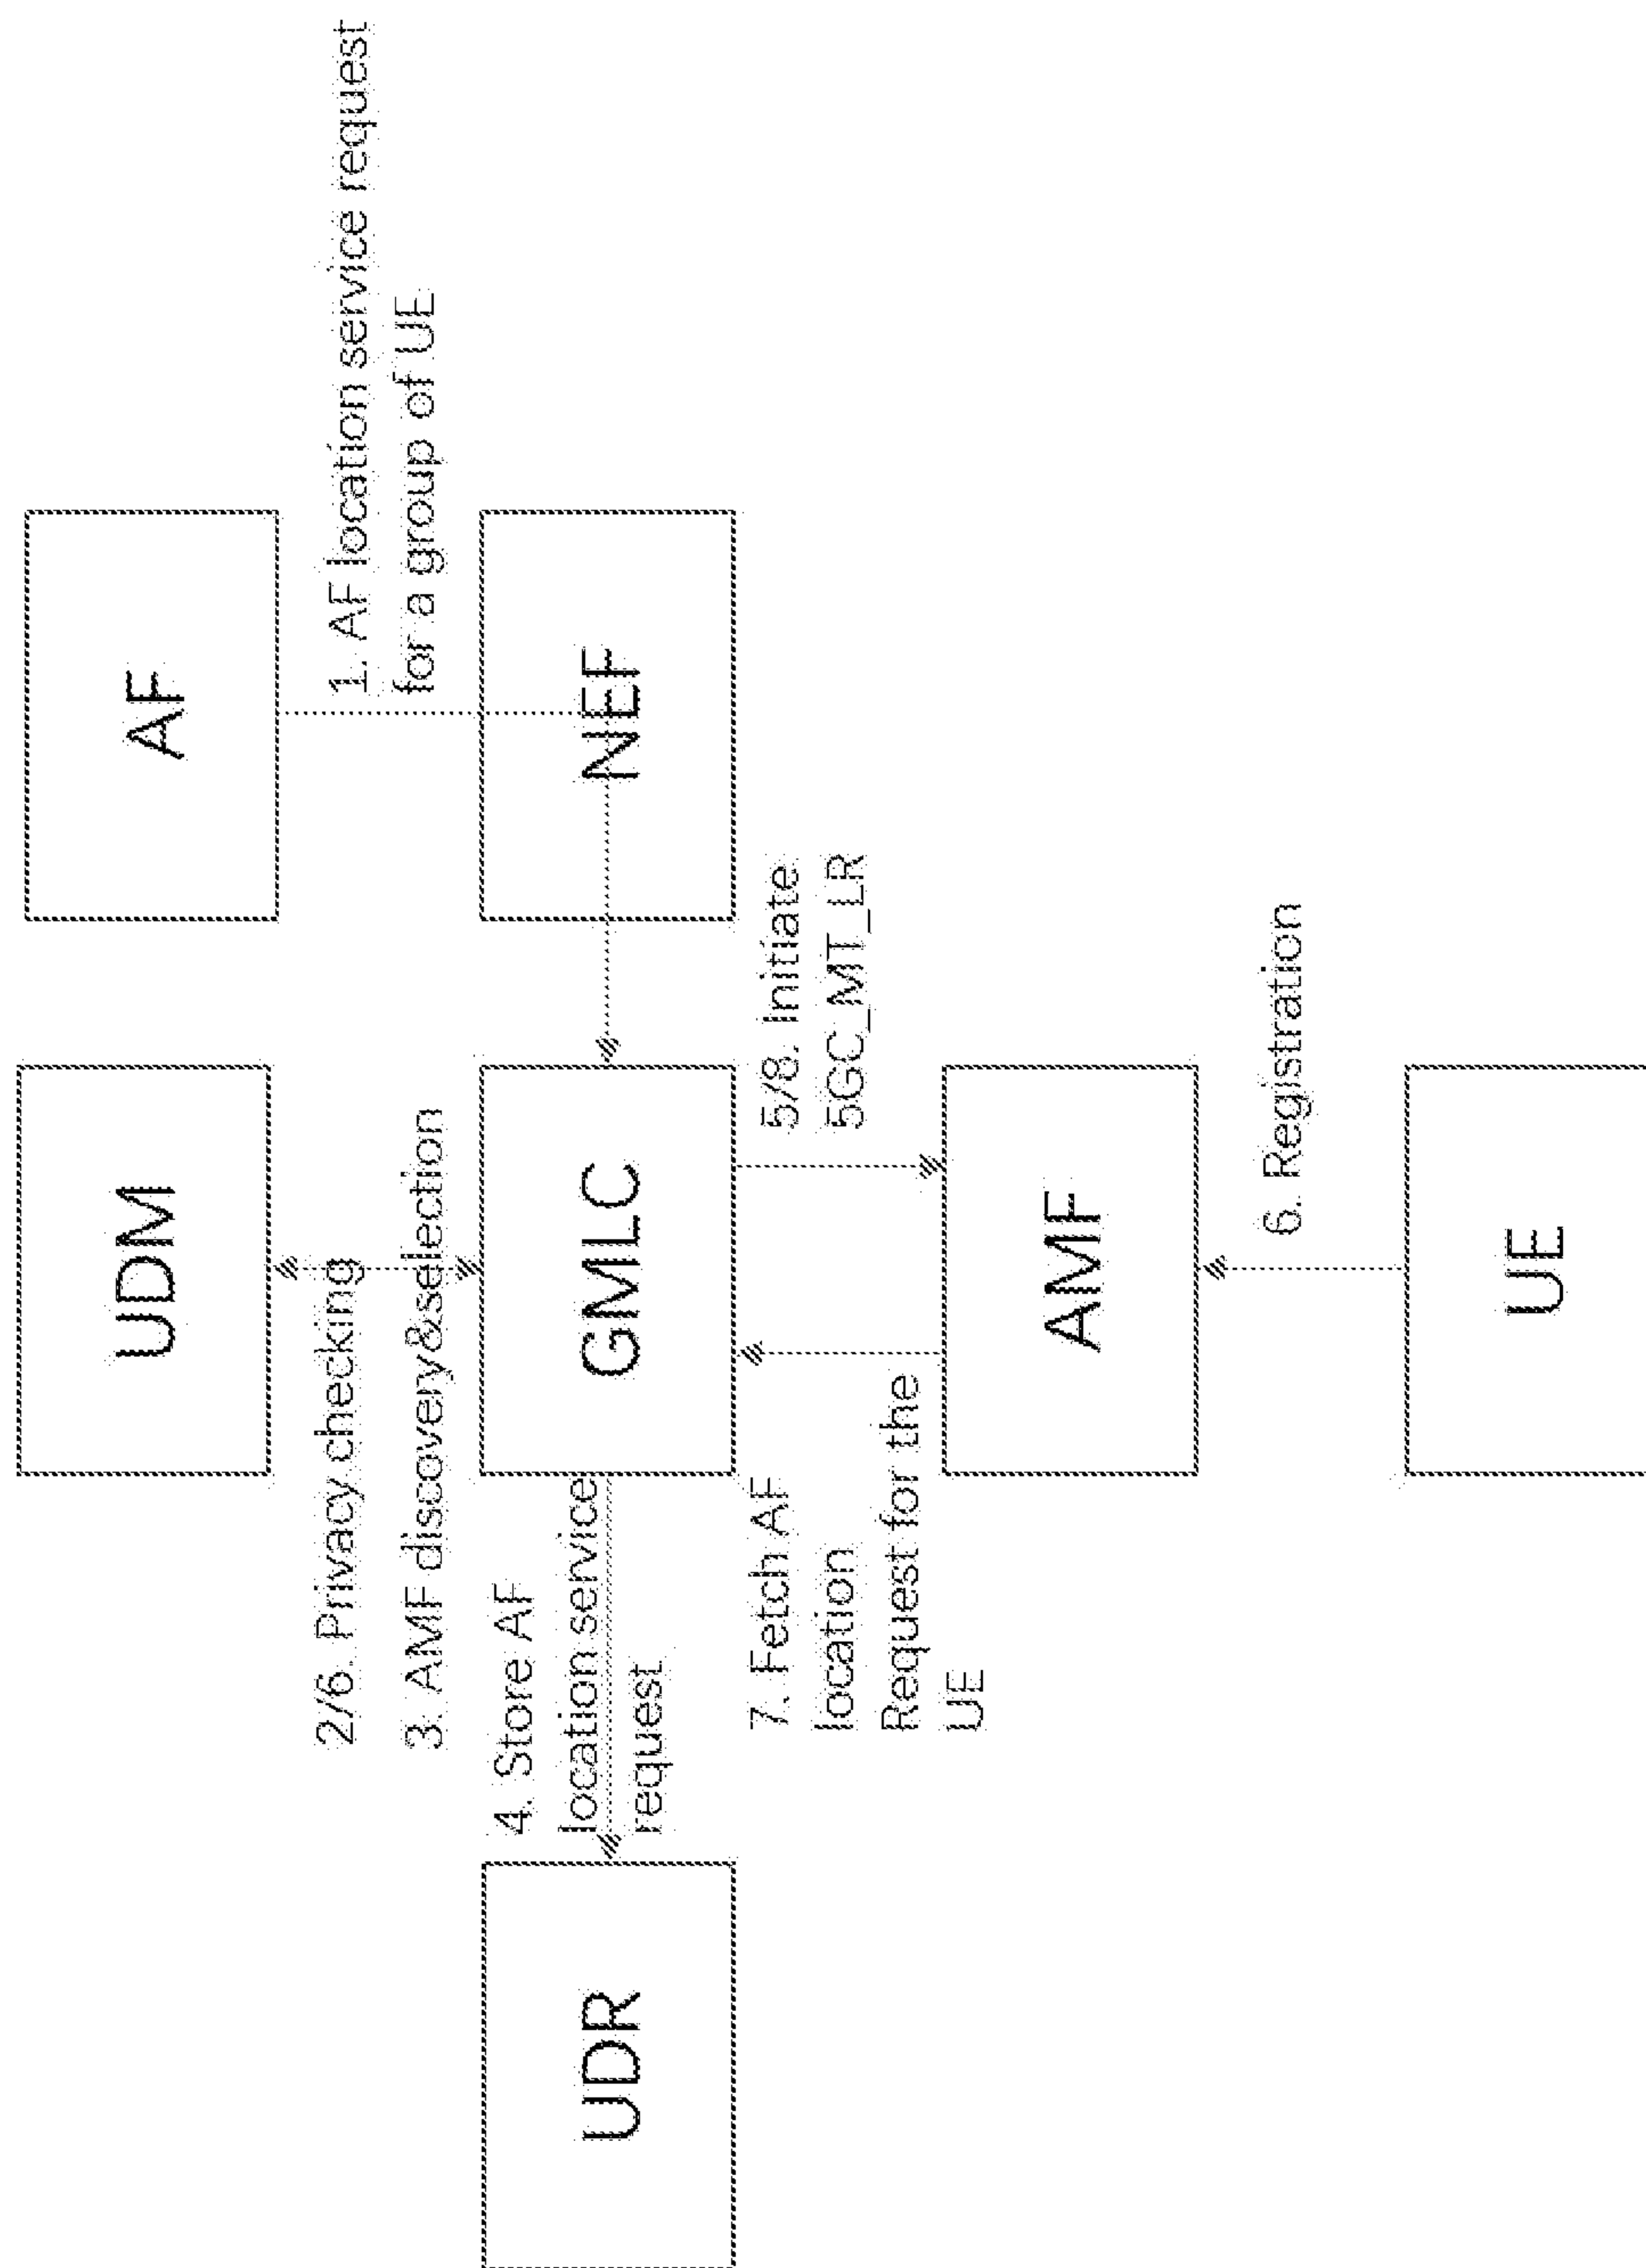 UDM
AF
2/6. Privacy checking
3. AMF discovery&selection
1. AF location service request
for a group of UE
4. Store AF
location service
request
UDR
GMLC
NEF
7. Fetch AF
location
Request for the
UE
5/8. Initiate
5GC_MT_LR
AMF
6. Registration
UE